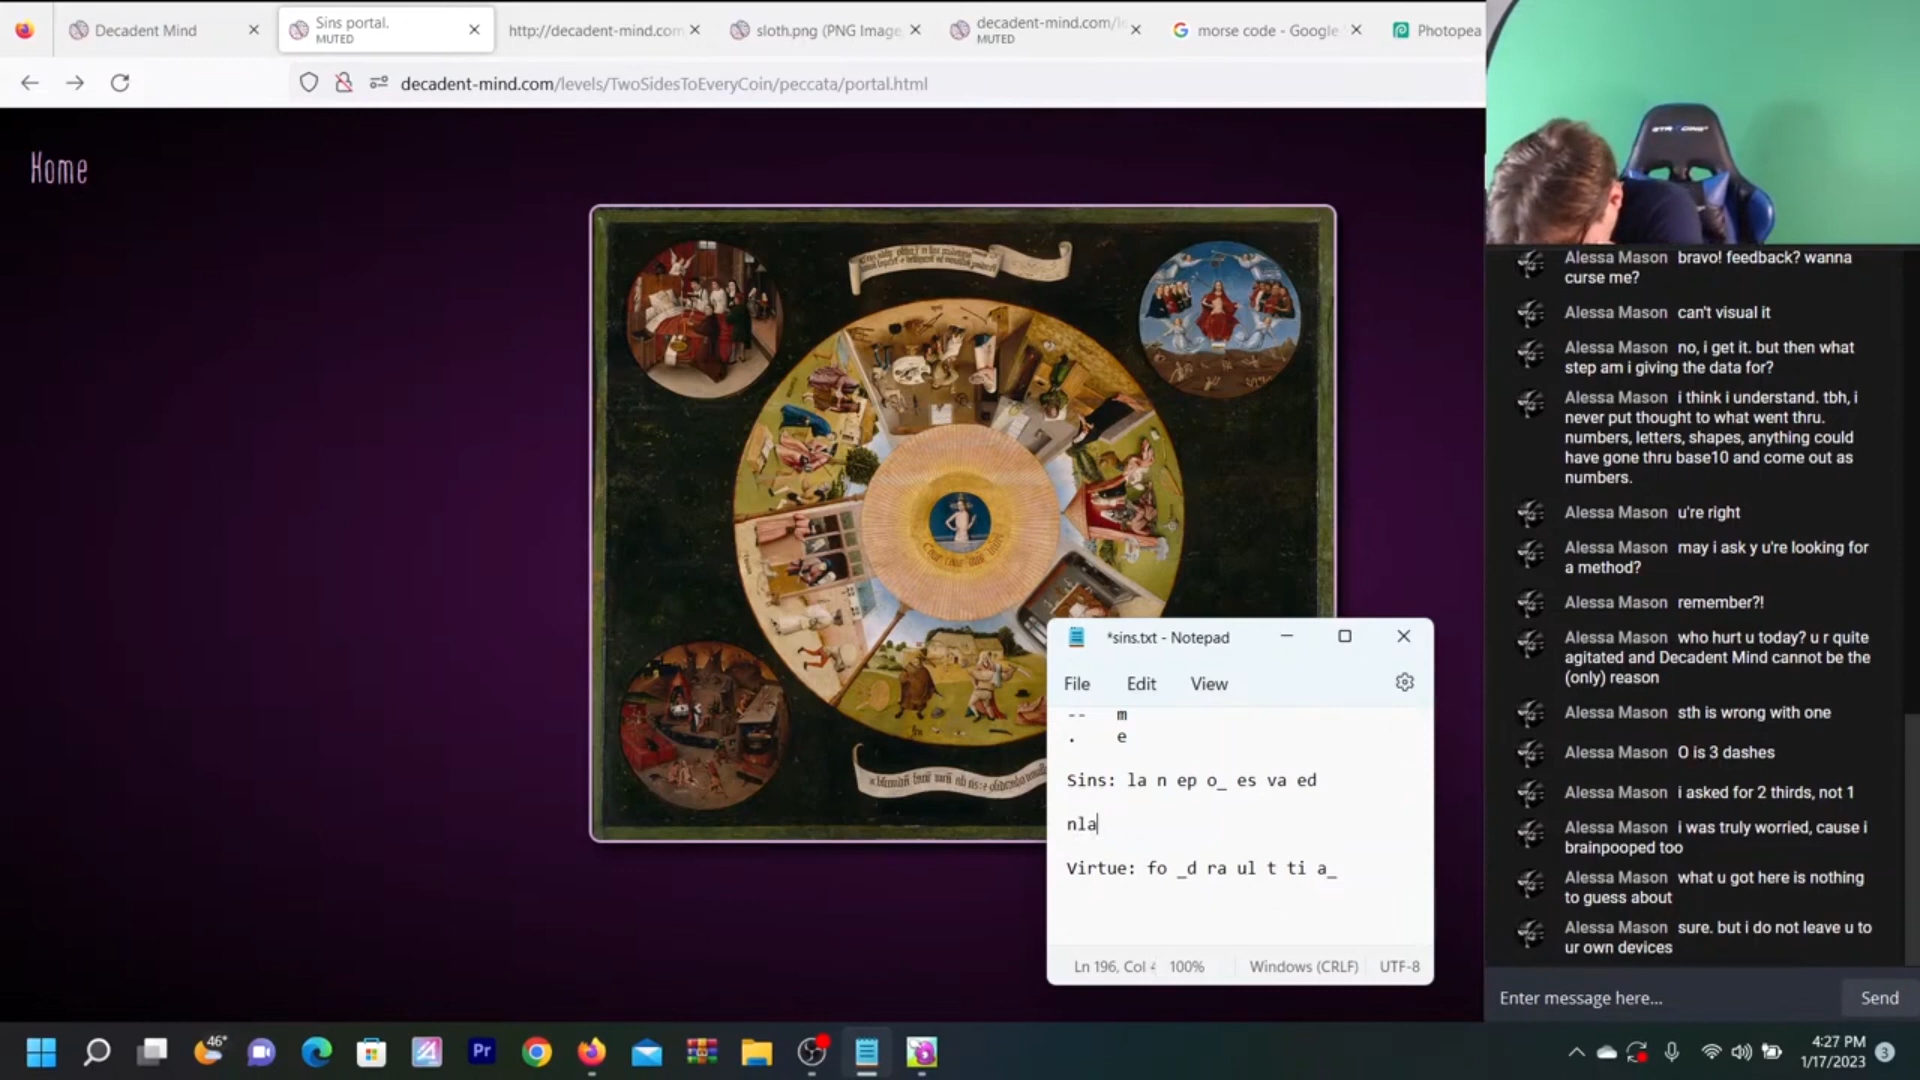 Decadent Mind
Sins portal.
MUTED
http://decadent-mind.com
sloth.png (PNG Image
decadent-mind.com/l
MUTED
morse code - Google
Photopea
decadent-mind.com/levels/TwoSidesToEveryCoin/peccata/portal.html
Home
*sins.txt - Notepad
File Edit View
-- m
. e
Sins: la n ep o_ es va ed
nla
Virtue: fo _d ra ul t ti a_
Ln 196, Col
100%
Windows (CRLF)
UTF-8
Alessa Mason bravo! feedback? wanna
curse me?
Alessa Mason can't visual it
Alessa Mason no, i get it. but then what
step am i giving the data for?
Alessa Mason i think i understand. tbh, i
never put thought to what went thru.
numbers, letters, shapes, anything could
have gone thru base10 and come out as
numbers.
Alessa Mason u're right
Alessa Mason may i ask y u're looking for
a method?
Alessa Mason remember?!
Alessa Mason who hurt u today? u r quite
agitated and Decadent Mind cannot be the
(only) reason
Alessa Mason sth is wrong with one
Alessa Mason O is 3 dashes
Alessa Mason i asked for 2 thirds, not 1
Alessa Mason i was truly worried, cause i
brainpooped too
Alessa Mason what u got here is nothing
to guess about
Alessa Mason sure. but i do not leave u to
ur own devices
Enter message here...
Send
46°
Pr
4:27 PM
1/17/2023
3